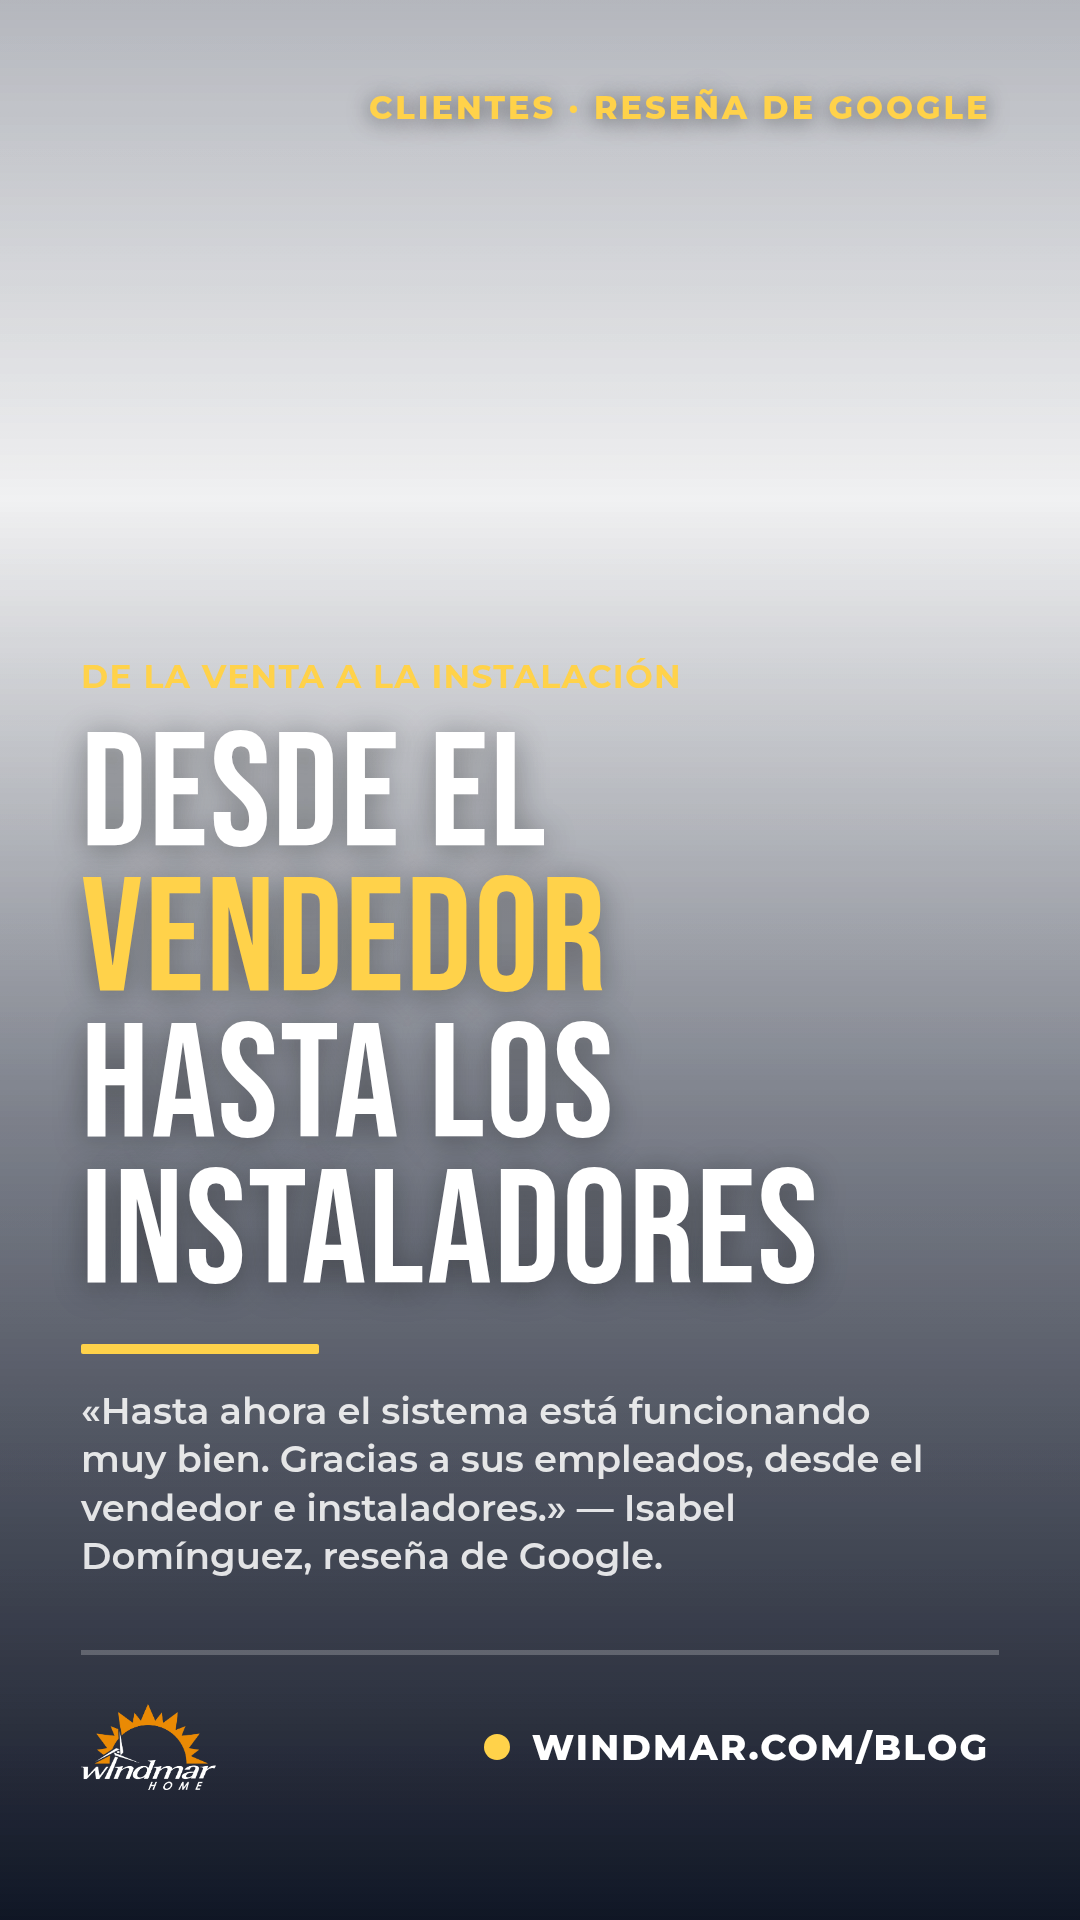 CLIENTES · RESEÑA DE GOOGLE
DE LA VENTA A LA INSTALACIÓN
DESDE EL
VENDEDOR
HASTA LOS
INSTALADORES
«Hasta ahora el sistema está funcionando
muy bien. Gracias a sus empleados, desde el
vendedor e instaladores.» — Isabel
Domínguez, reseña de Google.
windmar
HOME
WINDMAR.COM/BLOG